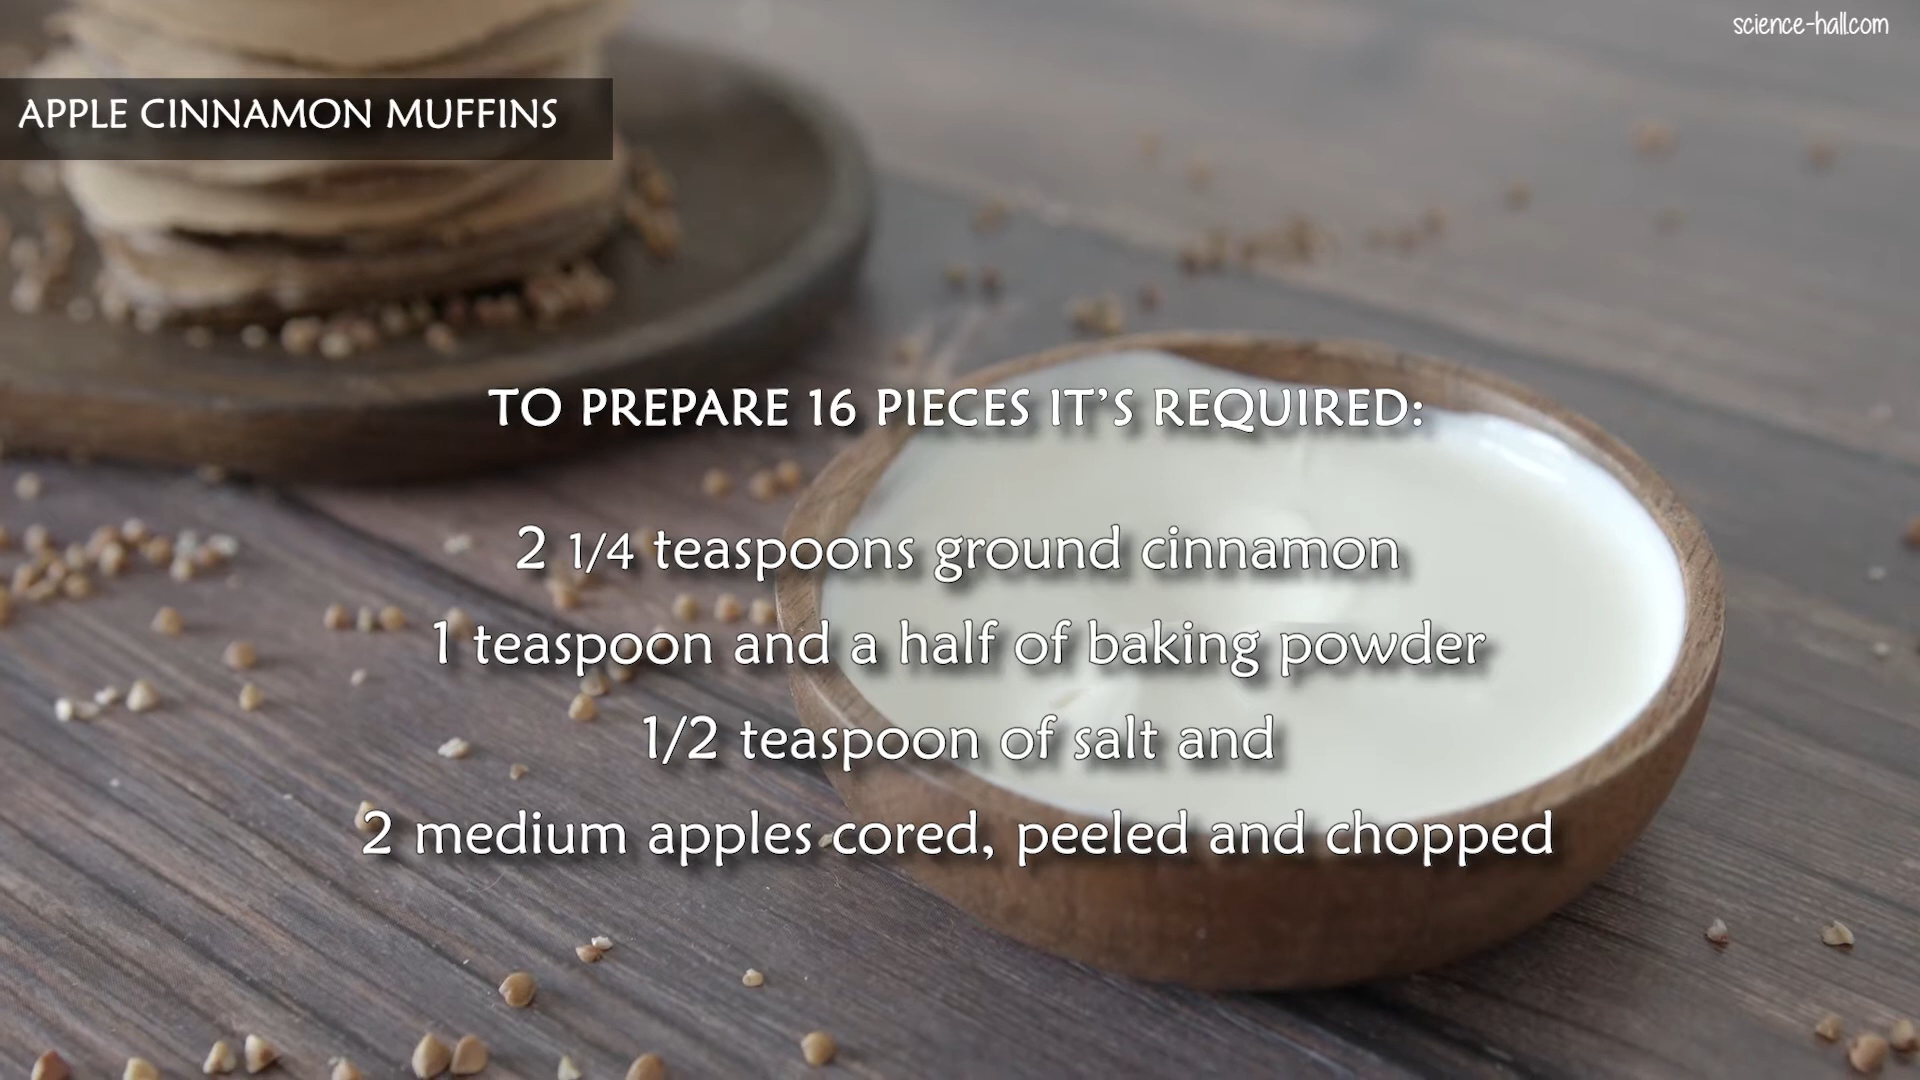 science-hall.com
APPLE CINNAMON MUFFINS
TO PREPARE 16 PIECES IT'S REQUIRED:
2 1/4 teaspoons ground cinnamon
1 teaspoon and a half of baking powder
1/2 teaspoon of salt and
2 medium apples cored, peeled and chopped